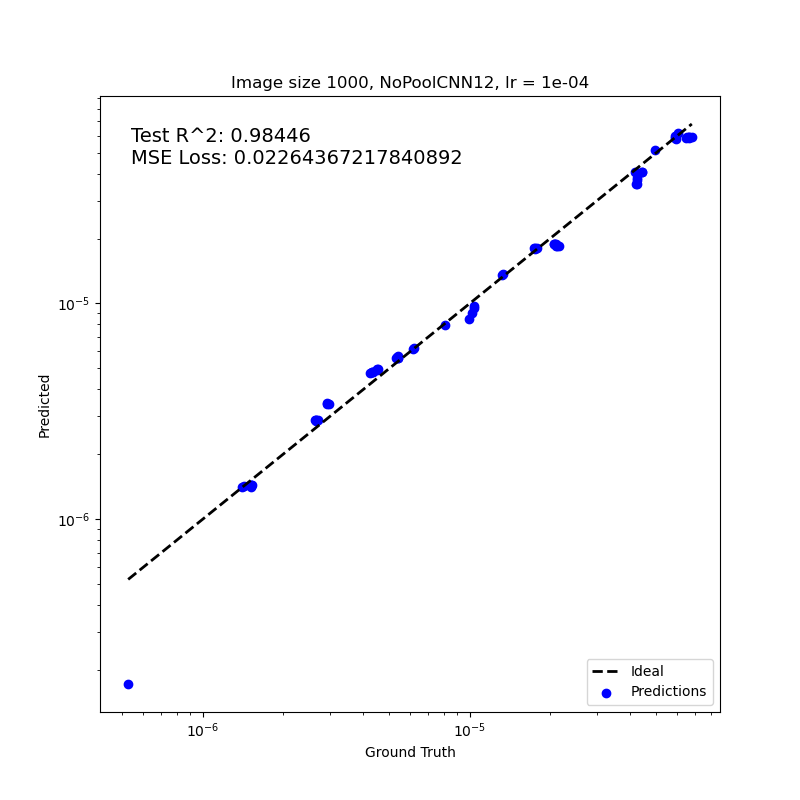 Image size 1000, NoPoolCNN12, lr = 1e-04
Test R^2: 0.98446
MSE Loss: 0.02264367217840892
10⁻⁵
10⁻⁶
Predicted
10⁻⁶
10⁻⁵
Ground Truth
Ideal
Predictions